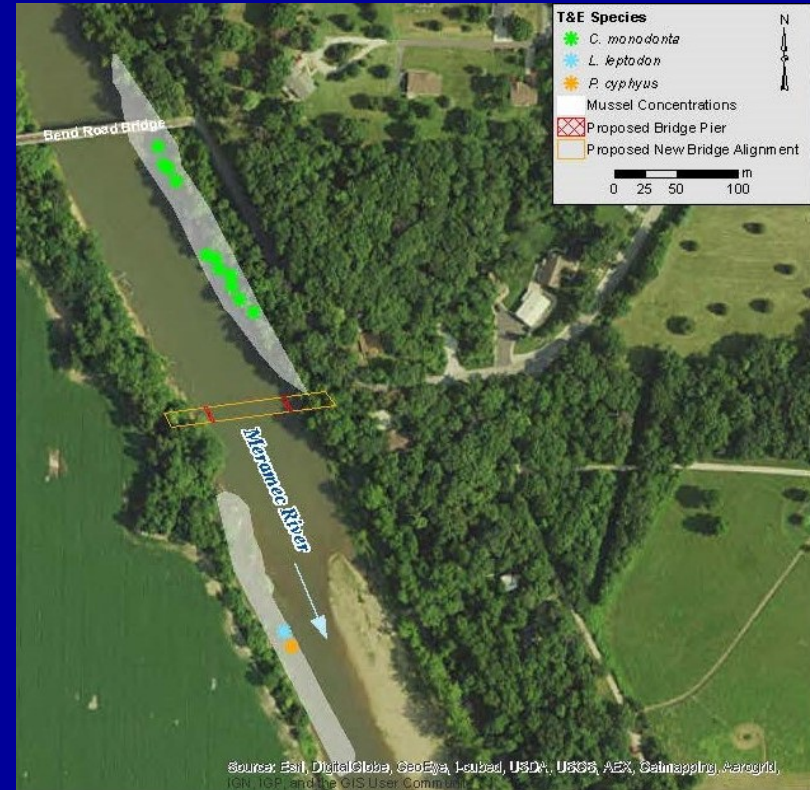 T&E Species
C. monodonta
L. leptodon
P. cyphyus
Mussel Concentrations
Proposed Bridge Pier
Proposed New Bridge Alignment
m
0 25 50 100
N
Bend Road Bridge
Meramec River
Source: Esri, DigitalGlobe, GeoEye, i-cubed, USDA, USGS, AEX, Getmapping, Aerogrid,
IGN, IGP, and the GIS User Commu